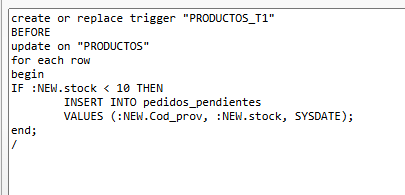 create or replace trigger "PRODUCTOS_T1"
BEFORE
update on "PRODUCTOS"
for each row
begin
IF :NEW.stock < 10 THEN
        INSERT INTO pedidos_pendientes
        VALUES (:NEW.Cod_prov, :NEW.stock, SYSDATE);
end;
/